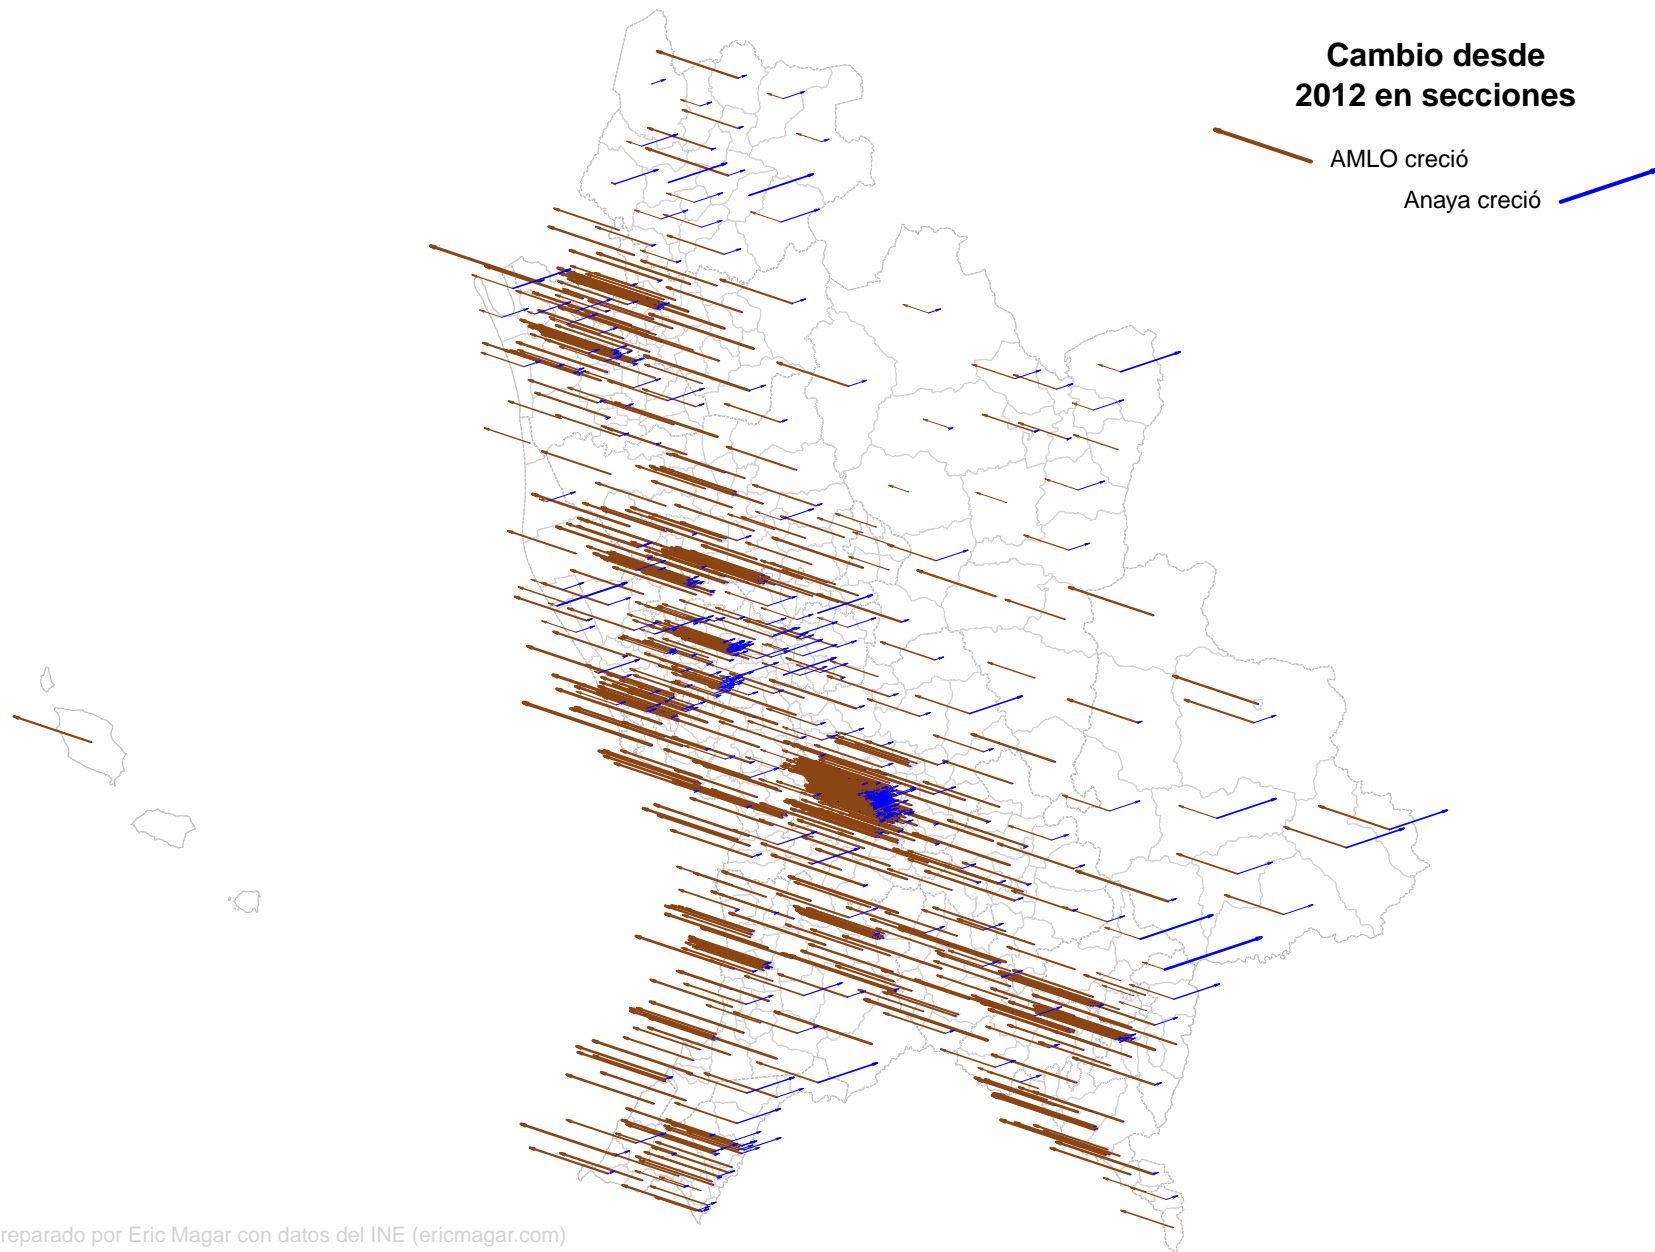 Cambio desde
2012 en secciones
AMLO creció
Anaya creció
reparado por Eric Magar con datos del INE (ericmagar.com)